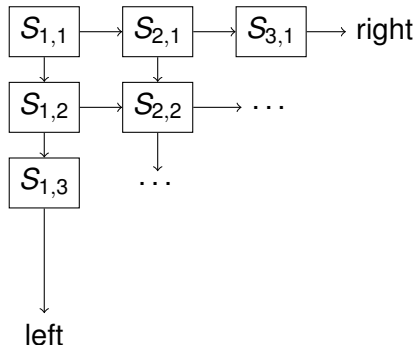 S1,1 S2,1 S3,1 right
S1,2 S2,2 ...
S1,3 ...
left